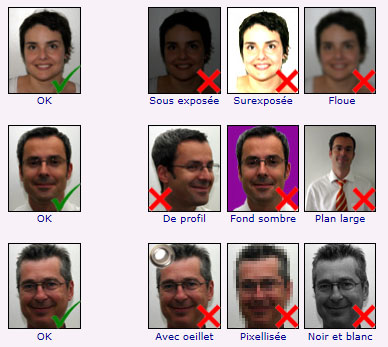 OK
Sous exposée
Surexposée
Floue
OK
De profil
Fond sombre
Plan large
OK
Avec oeillet
Pixellisée
Noir et blanc